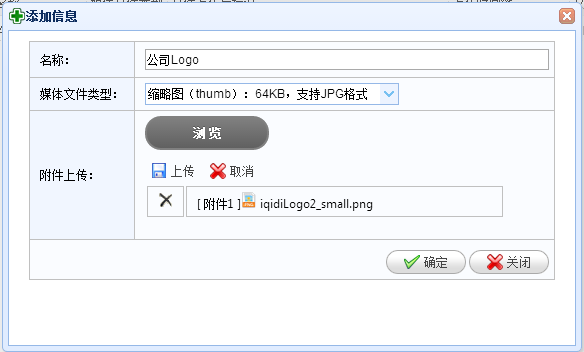 添加信息
名称：
公司Logo
媒体文件类型：
缩略图（thumb）：64KB，支持JPG格式
附件上传：
浏览
上传 取消
[ 附件1 ] iqidiLogo2_small.png
确定 关闭